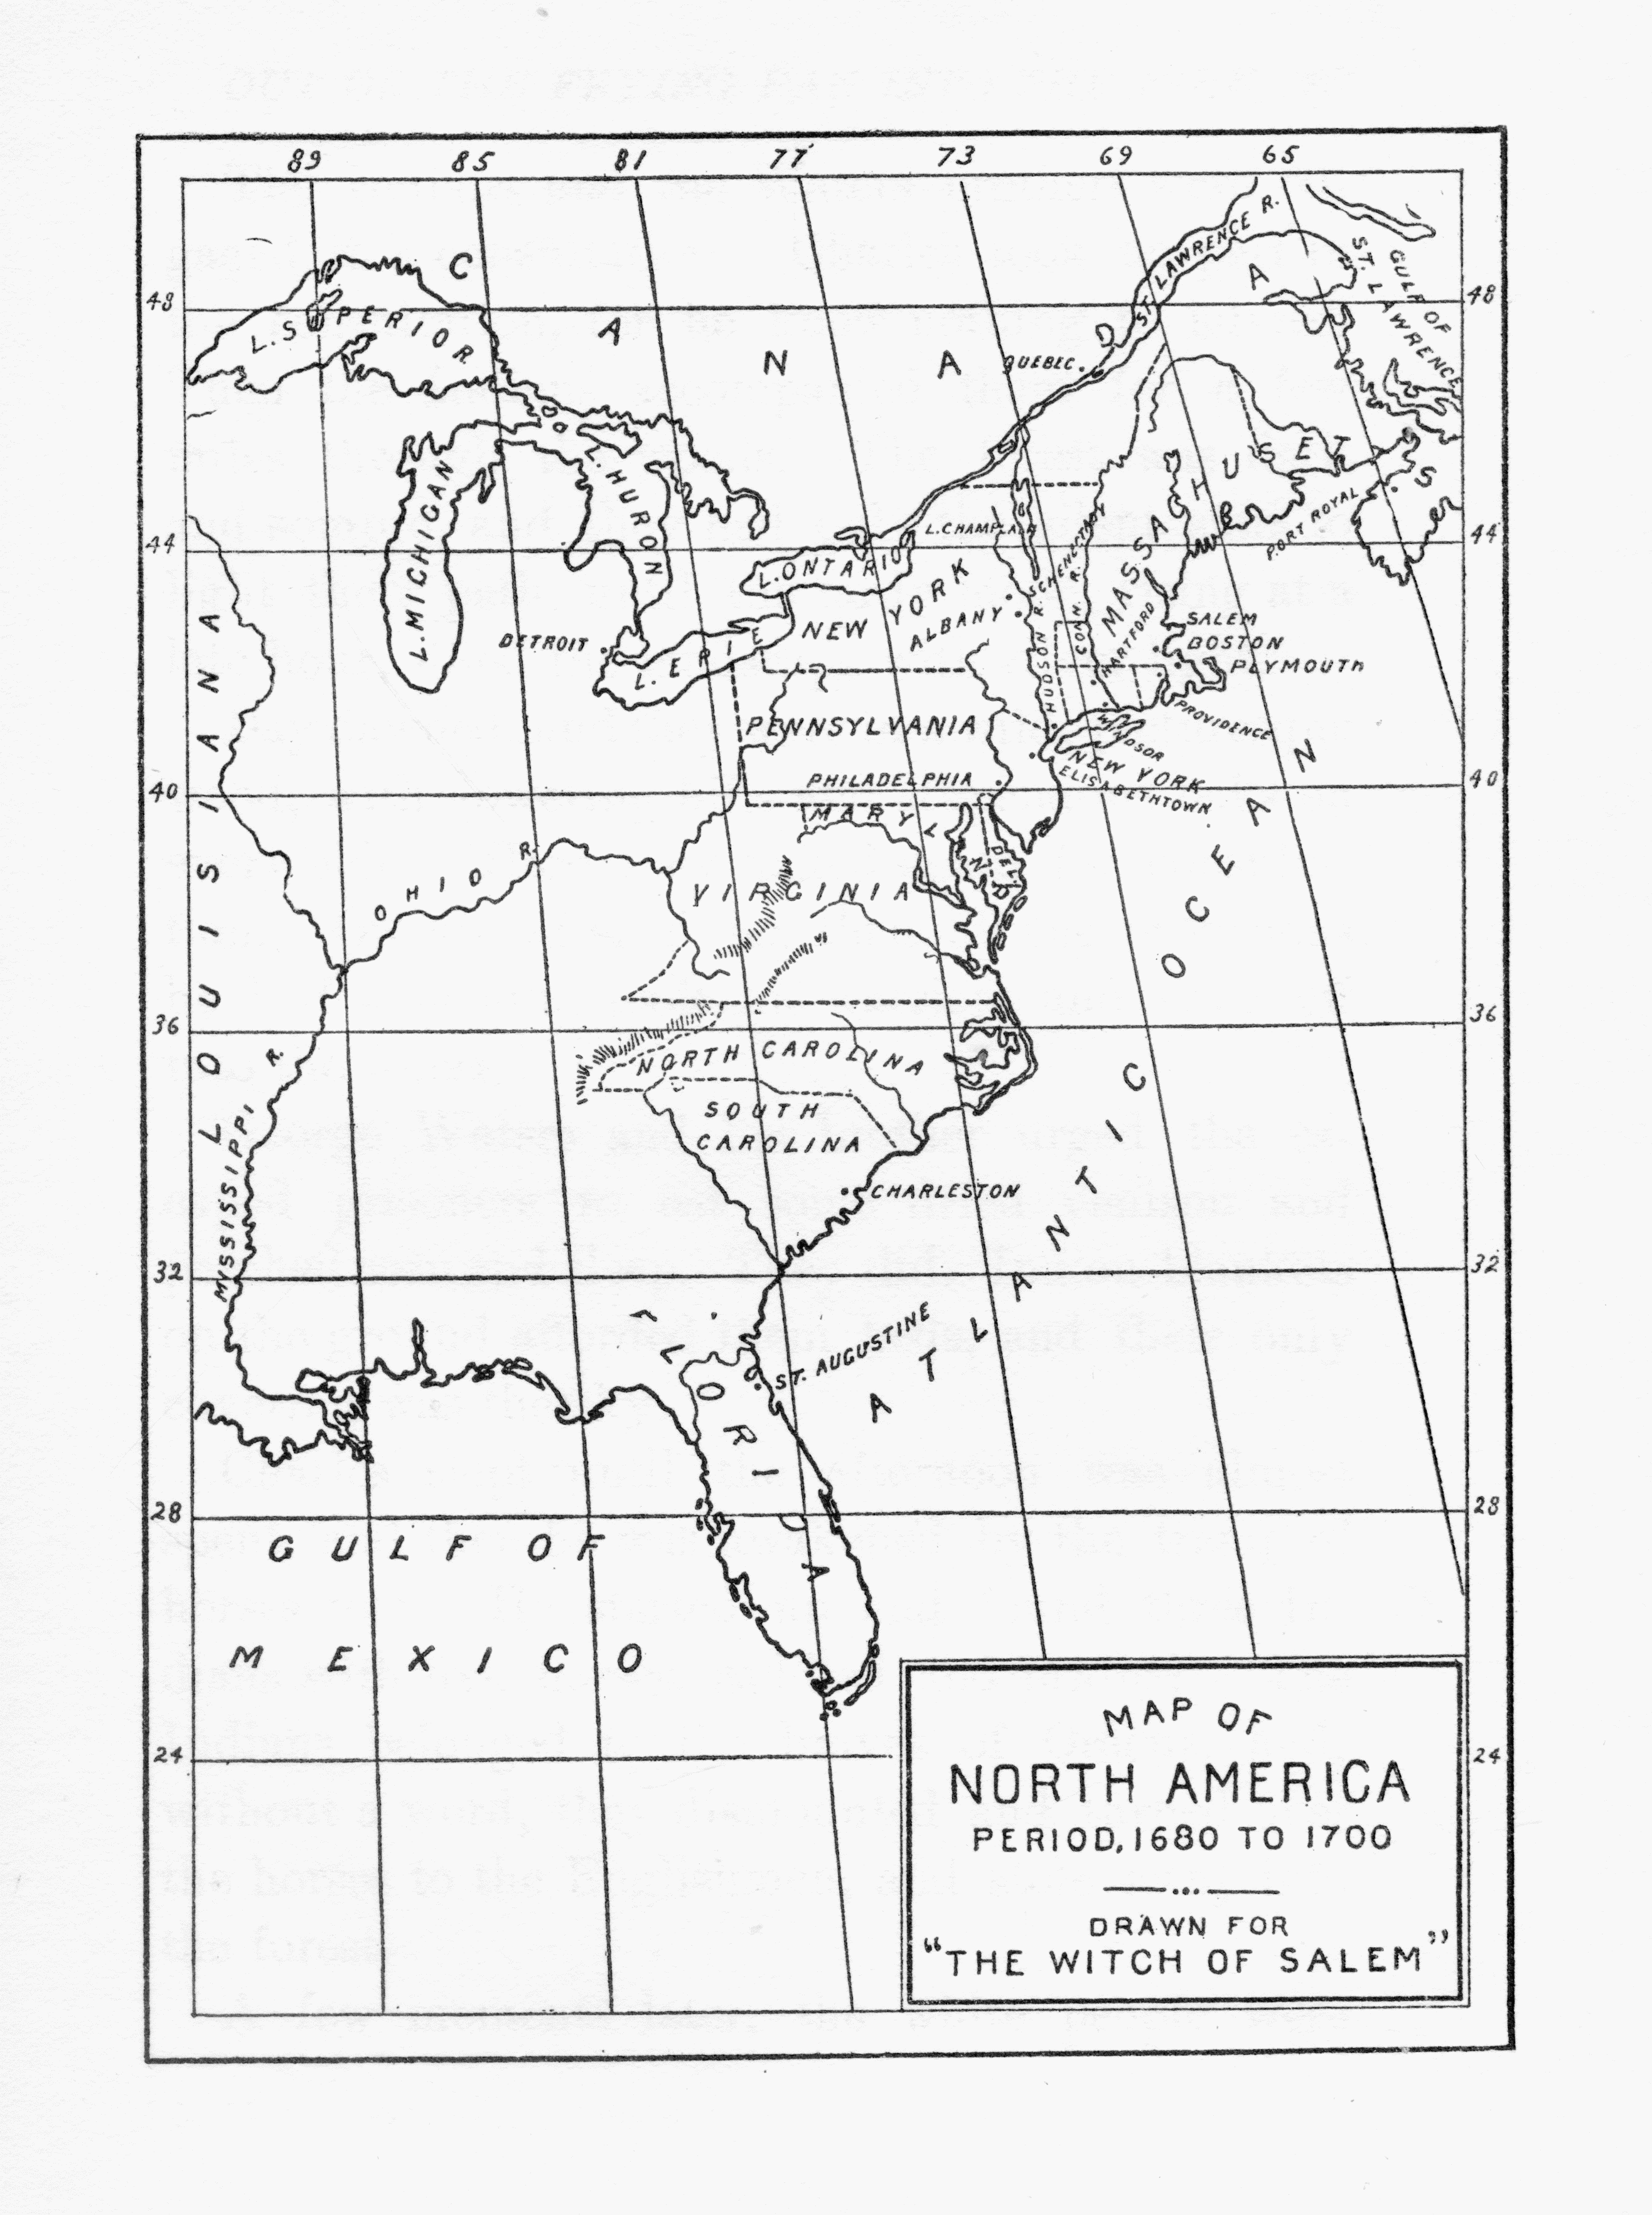 89 85 81 77 73 69 65
48 48
44 44
40 40
36 36
32 32
28 28
24 24
CANADA
ST. LAWRENCE R.
GULF OF
ST. LAWRENCE
L. SPERIOR
QUEBEC.
L. HURON
L. MICHIGAN
MASSACHUSETTS
PORT ROYAL
L. CHAMPLAIN
L. ONTARIO
NEW YORK
ALBANY
SCHENECTADY
HUDSON R.
CONN. R.
HARTFORD
SALEM
BOSTON
PLYMOUTH
PROVIDENCE
WINDSOR
NEW YORK
ELISABETHTOWN
DETROIT
L. ERIE
LOUISIANA
PENNSYLVANIA
PHILADELPHIA
MARYLAND
DEL.
OHIO R.
VIRGINIA
NORTH CAROLINA
SOUTH
CAROLINA
CHARLESTON
MISSISSIPPI R.
ATLANTIC OCEAN
ST. AUGUSTINE
FLORIDA
GULF OF
MEXICO
MAP OF
NORTH AMERICA
PERIOD, 1680 TO 1700
DRAWN FOR
“THE WITCH OF SALEM”